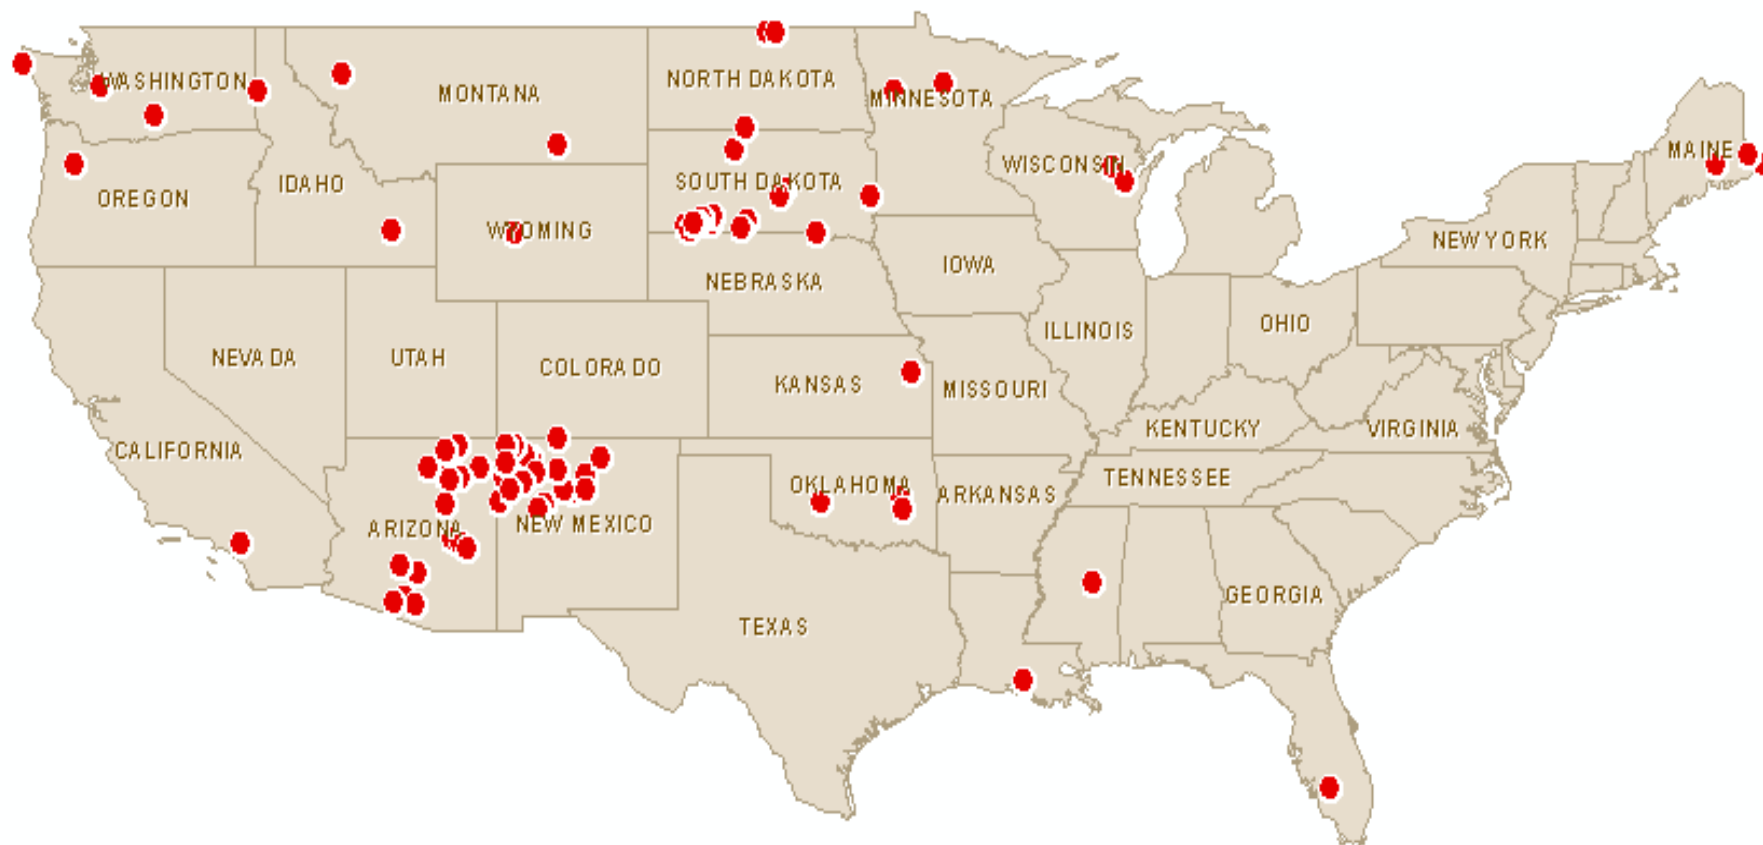 WASHINGTON
MONTANA
NORTH DAKOTA
MINNESOTA
OREGON
IDAHO
WYOMING
SOUTH DAKOTA
WISCONSIN
MAINE
NEW YORK
NEBRASKA
IOWA
NEVADA
UTAH
COLORADO
KANSAS
MISSOURI
ILLINOIS
OHIO
CALIFORNIA
KENTUCKY
VIRGINIA
ARIZONA
NEW MEXICO
OKLAHOMA
ARKANSAS
TENNESSEE
TEXAS
GEORGIA